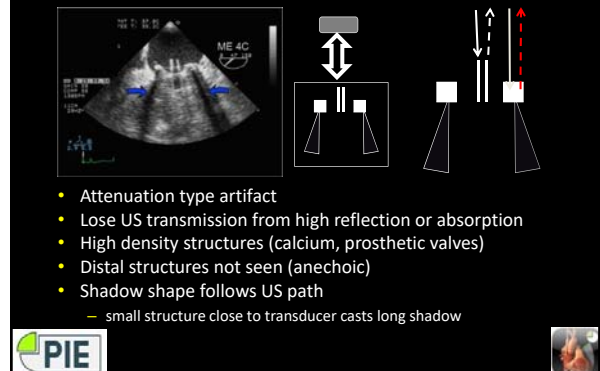 ME 4C
• Attenuation type artifact
• Lose US transmission from high reflection or absorption
• High density structures (calcium, prosthetic valves)
• Distal structures not seen (anechoic)
• Shadow shape follows US path
– small structure close to transducer casts long shadow
PIE